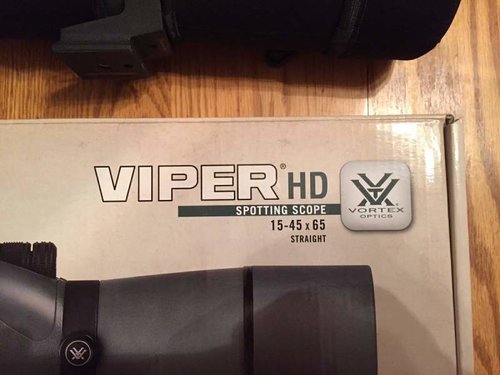 VIPER® HD
SPOTTING SCOPE
15-45 x 65
STRAIGHT
VORTEX
OPTICS